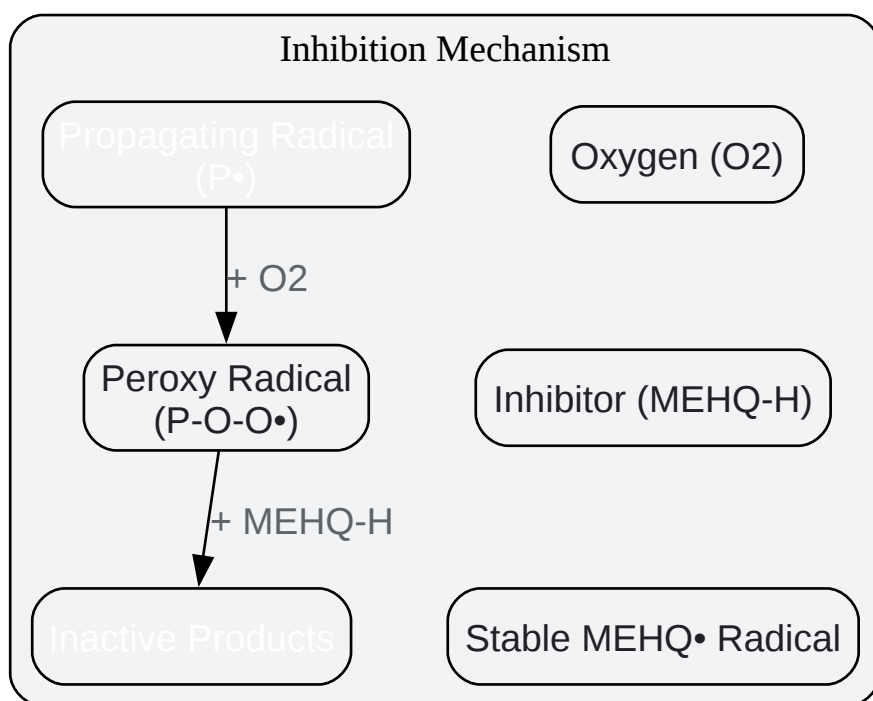 Inhibition Mechanism
Propagating Radical
(P•)
Oxygen (O2)
+ O2
Peroxy Radical
(P-O-O•)
Inhibitor (MEHQ-H)
+ MEHQ-H
Inactive Products
Stable MEHQ• Radical